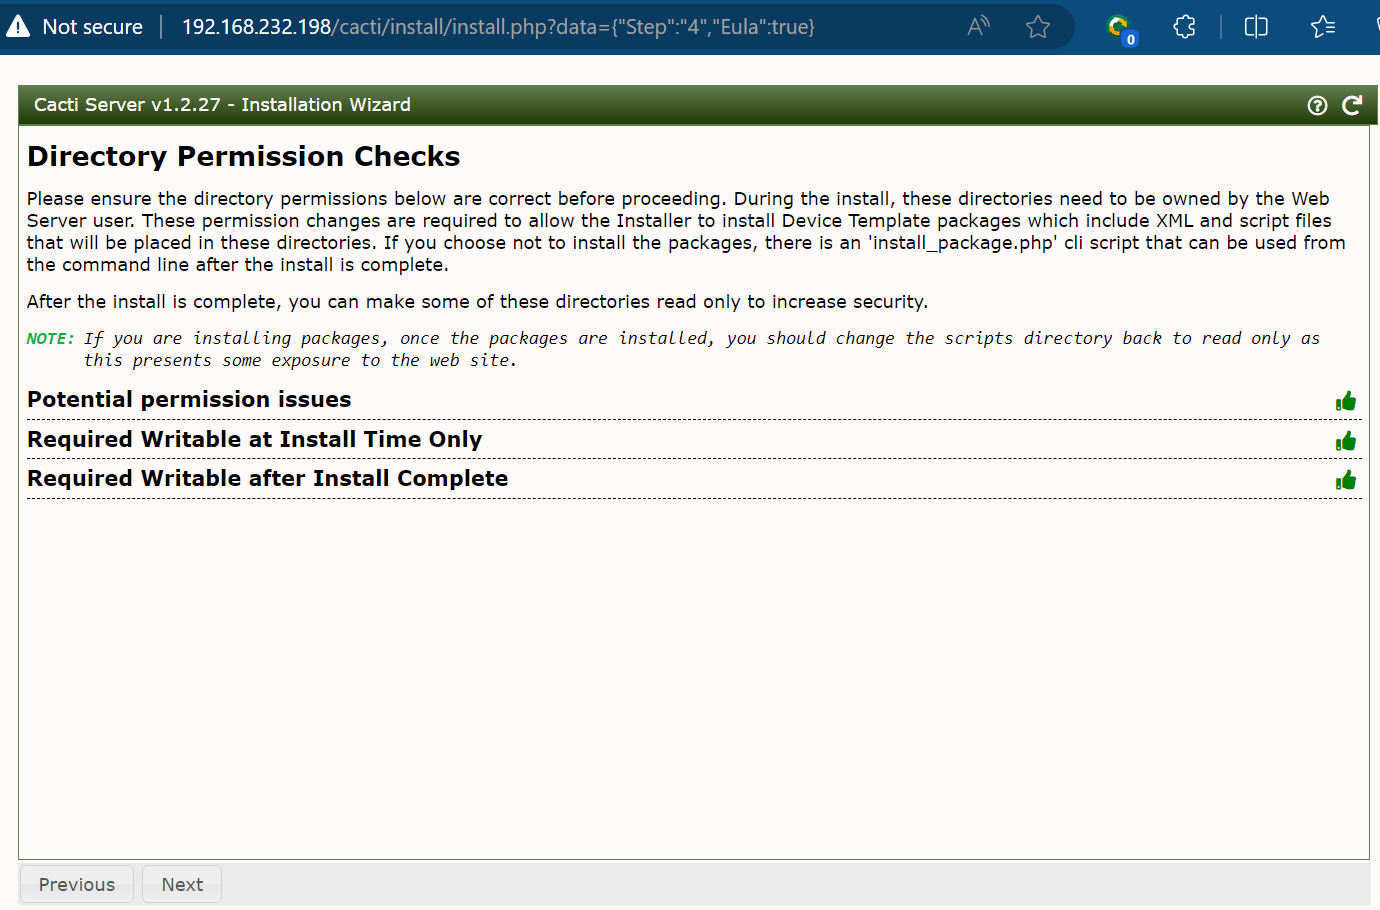 Not secure
192.168.232.198/cacti/install/install.php?data={"Step":"4","Eula":true}
A
0
Cacti Server v1.2.27 - Installation Wizard
Directory Permission Checks
Please ensure the directory permissions below are correct before proceeding. During the install, these directories need to be owned by the Web
Server user. These permission changes are required to allow the Installer to install Device Template packages which include XML and script files
that will be placed in these directories. If you choose not to install the packages, there is an 'install_package.php' cli script that can be used from
the command line after the install is complete.
After the install is complete, you can make some of these directories read only to increase security.
NOTE: If you are installing packages, once the packages are installed, you should change the scripts directory back to read only as
this presents some exposure to the web site.
Potential permission issues
Required Writable at Install Time Only
Required Writable after Install Complete
Previous
Next